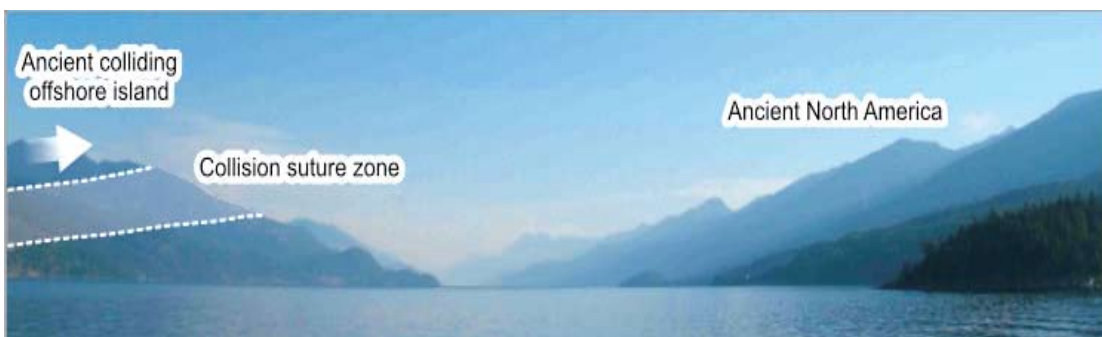 Ancient colliding
offshore island
Collision suture zone
Ancient North America